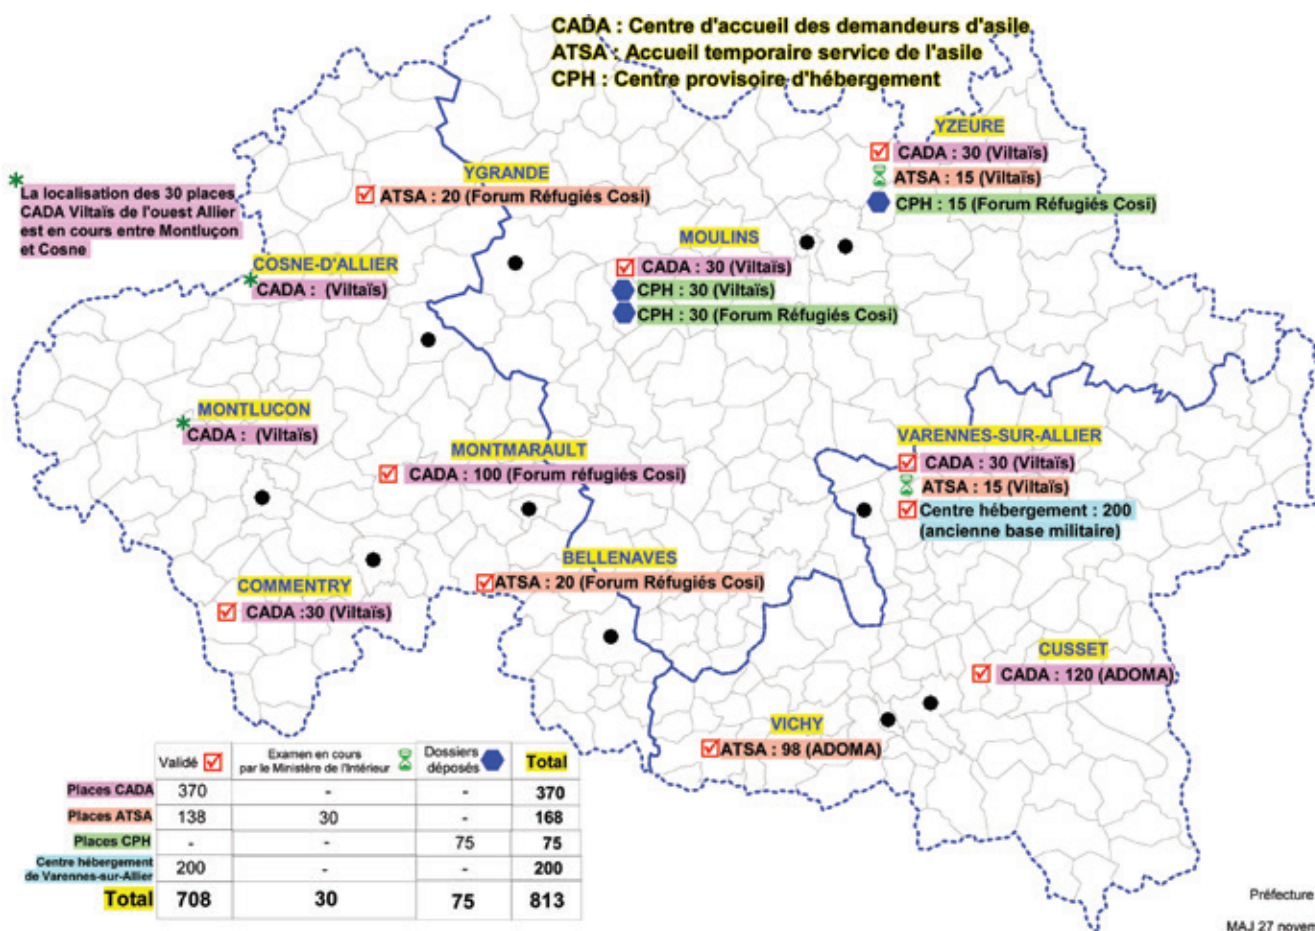 CADA : Centre d'accueil des demandeurs d'asile
ATSA : Accueil temporaire service de l'asile
CPH : Centre provisoire d'hébergement
YZEURE
CADA : 30 (Viltaïs)
ATSA : 15 (Viltaïs)
CPH : 15 (Forum Réfugiés Cosi)
YGRANDE
ATSA : 20 (Forum Réfugiés Cosi)
* La localisation des 30 places
CADA Viltaïs de l'ouest Allier
est en cours entre Montluçon
et Cosne
MOULINS
CADA : 30 (Viltaïs)
CPH : 30 (Viltaïs)
CPH : 30 (Forum Réfugiés Cosi)
COSNE-D'ALLIER
* CADA : (Viltaïs)
MONTLUCON
* CADA : (Viltaïs)
MONTMARAULT
CADA : 100 (Forum réfugiés Cosi)
VARENNES-SUR-ALLIER
CADA : 30 (Viltaïs)
ATSA : 15 (Viltaïs)
Centre hébergement : 200
(ancienne base militaire)
BELLENAVES
ATSA : 20 (Forum Réfugiés Cosi)
COMMENTRY
CADA :30 (Viltaïs)
CUSSET
CADA : 120 (ADOMA)
VICHY
ATSA : 98 (ADOMA)
Validé Examen en cours par le Ministère de l'Intérieur Dossiers déposés Total
Places CADA 370 - - 370
Places ATSA 138 30 - 168
Places CPH - - 75 75
Centre hébergement de Varennes-sur-Allier 200 - - 200
Total 708 30 75 813
Préfecture
MAJ 27 novem